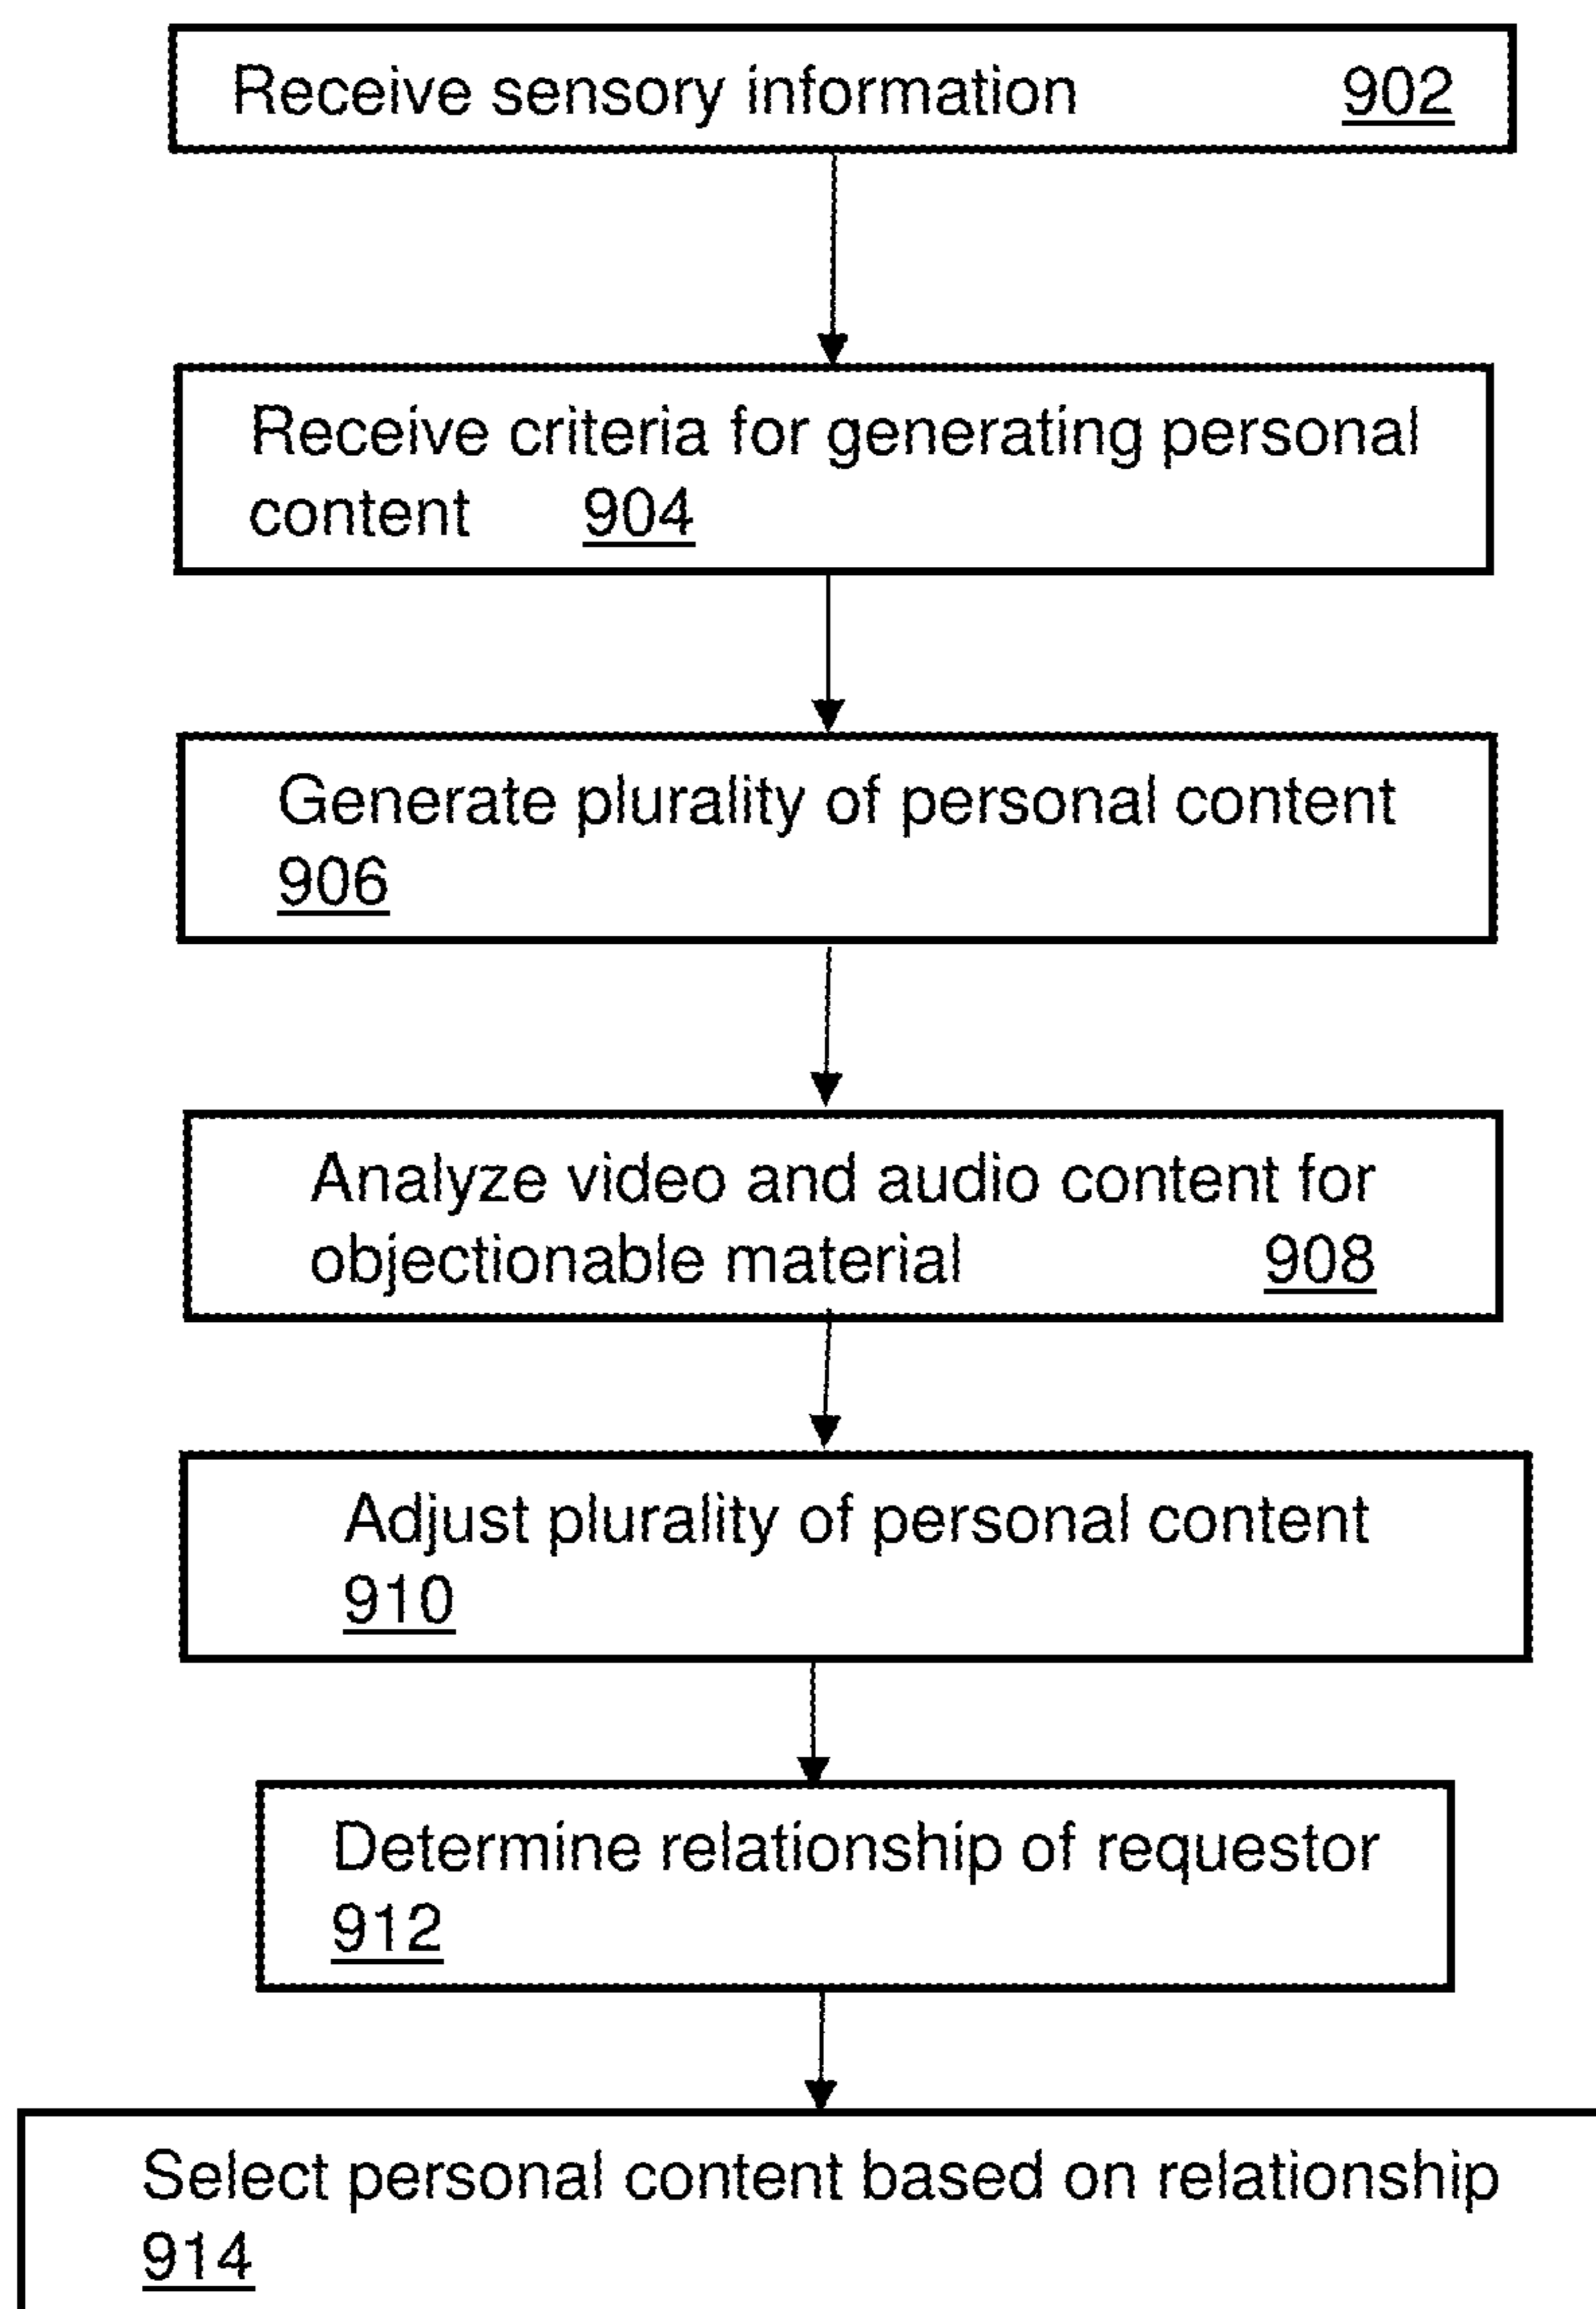 Receive sensory information 902
Receive criteria for generating personal
content 904
Generate plurality of personal content
906
Analyze video and audio content for
objectionable material 908
Adjust plurality of personal content
910
Determine relationship of requestor
912
Select personal content based on relationship
914